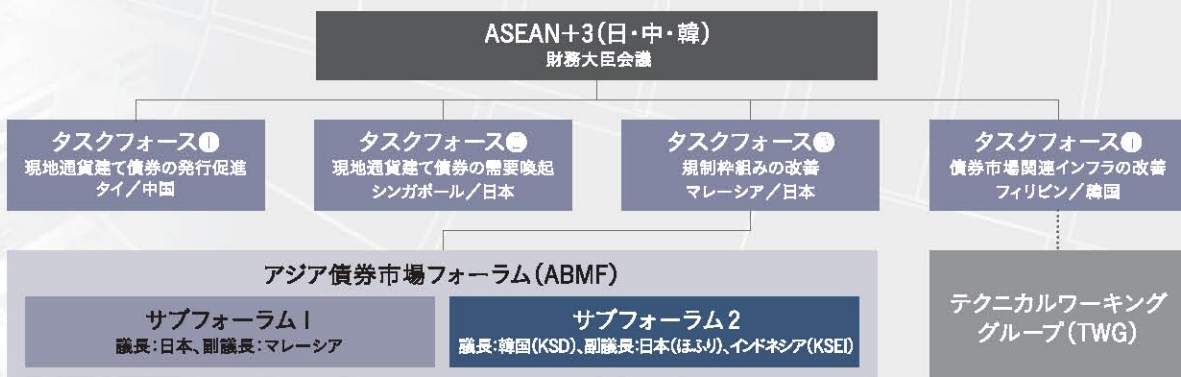 ASEAN+3(日・中・韓)
財務大臣会議
タスクフォース❶
現地通貨建て債券の発行促進
タイ/中国
タスクフォース❷
現地通貨建て債券の需要喚起
シンガポール/日本
タスクフォース❸
規制枠組みの改善
マレーシア/日本
タスクフォース
債券市場関連インフラの改善
フィリピン/韓国
アジア債券市場フォーラム(ABMF)
サブフォーラム1
議長:日本、副議長:マレーシア
サブフォーラム2
議長:韓国(KSD)、副議長:日本(ほふり)、インドネシア(KSEI)
テクニカルワーキング
グループ(TWG)